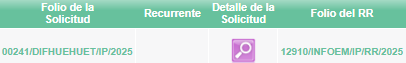 Folio de la Solicitud
Recurrente
Detalle de la Solicitud
Folio del RR
00241/DIFHUEHUET/IP/2025
12910/INFOEM/IP/RR/2025